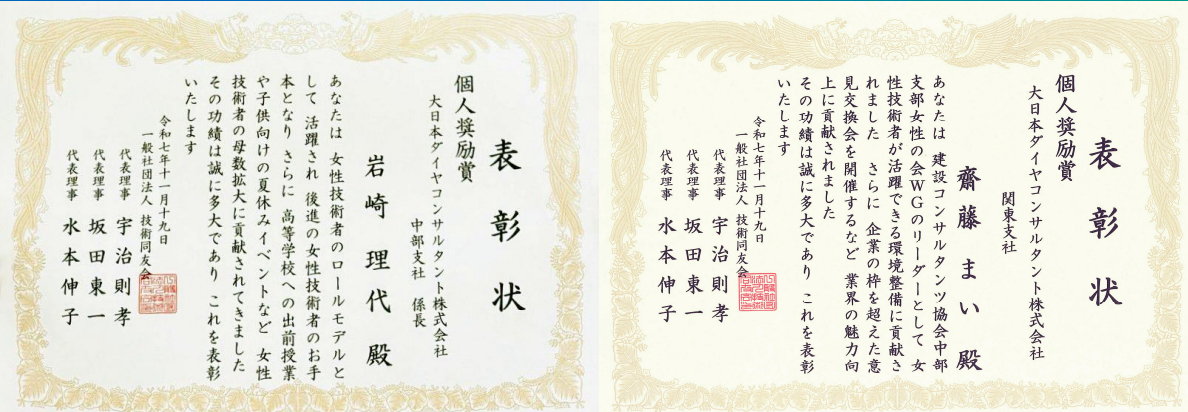 表彰状
個人奨励賞
大日本ダイヤコンサルタント株式会社
中部支社 係長
岩崎 理代 殿
あなたは 女性技術者のロールモデルと
して 活躍され 後進の女性技術者のお手
本となり さらに 高等学校への出前授業
や子供向けの夏休みイベントなど 女性
技術者の母数拡大に貢献されてきました
その功績は誠に多大であり これを表彰
いたします
令和七年十一月十九日
一般社団法人 技術同友会
代表理事 宇治則孝
代表理事 坂田東一
代表理事 水本伸子
表彰状
個人奨励賞
大日本ダイヤコンサルタント株式会社
関東支社
齋藤 まい 殿
あなたは 建設コンサルタンツ協会中部
支部女性の会WGのリーダーとして 女
性技術者が活躍できる環境整備に貢献さ
れました さらに 企業の枠を超えた意
見交換会を開催するなど 業界の魅力向
上に貢献されました
その功績は誠に多大であり これを表彰
いたします
令和七年十一月十九日
一般社団法人 技術同友会
代表理事 宇治則孝
代表理事 坂田東一
代表理事 水本伸子